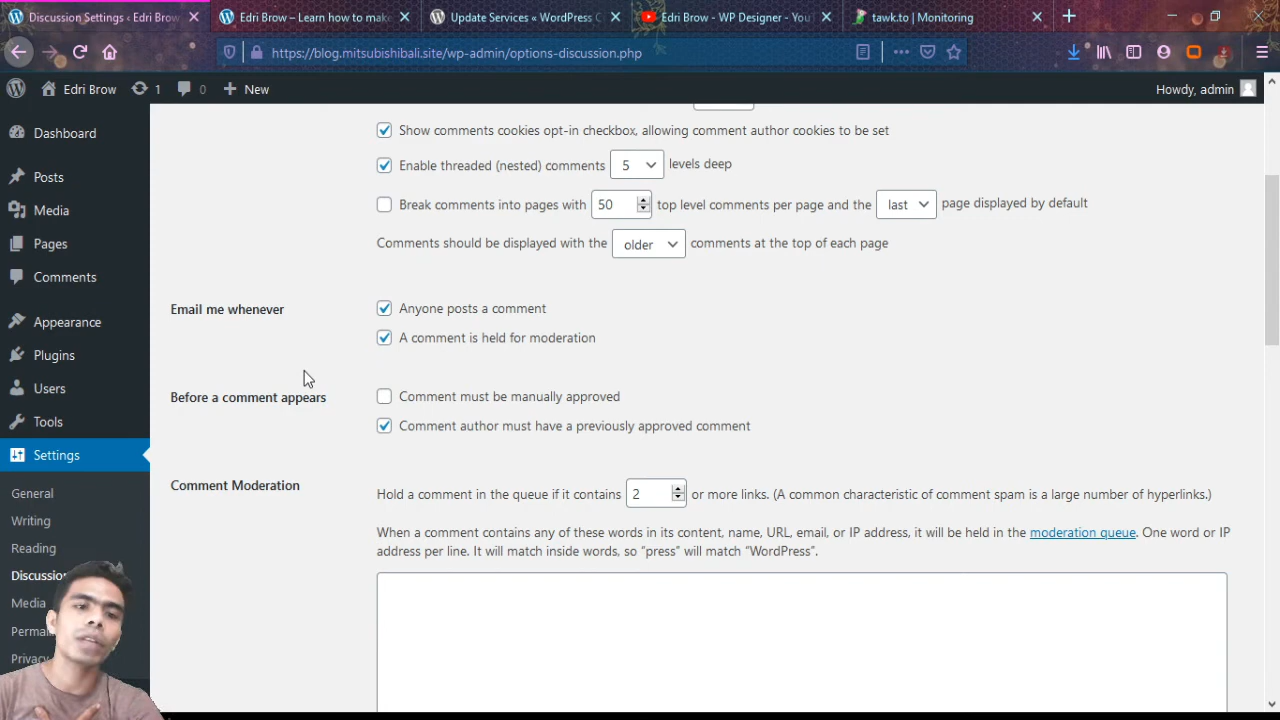 Discussion Settings ‹ Edri Brow
Edri Brow – Learn how to make
Update Services « WordPress C
Edri Brow - WP Designer - You
tawk.to | Monitoring
https://blog.mitsubishibali.site/wp-admin/options-discussion.php
Edri Brow
1
0
New
Howdy, admin
Dashboard
Posts
Media
Pages
Comments
Appearance
Plugins
Users
Tools
Settings
General
Writing
Reading
Discussion
Media
Perma
Privacy
Show comments cookies opt-in checkbox, allowing comment author cookies to be set
Enable threaded (nested) comments 5 levels deep
Break comments into pages with 50 top level comments per page and the last page displayed by default
Comments should be displayed with the older comments at the top of each page
Email me whenever
Anyone posts a comment
A comment is held for moderation
Before a comment appears
Comment must be manually approved
Comment author must have a previously approved comment
Comment Moderation
Hold a comment in the queue if it contains 2 or more links. (A common characteristic of comment spam is a large number of hyperlinks.)
When a comment contains any of these words in its content, name, URL, email, or IP address, it will be held in the moderation queue. One word or IP
address per line. It will match inside words, so “press” will match “WordPress”.